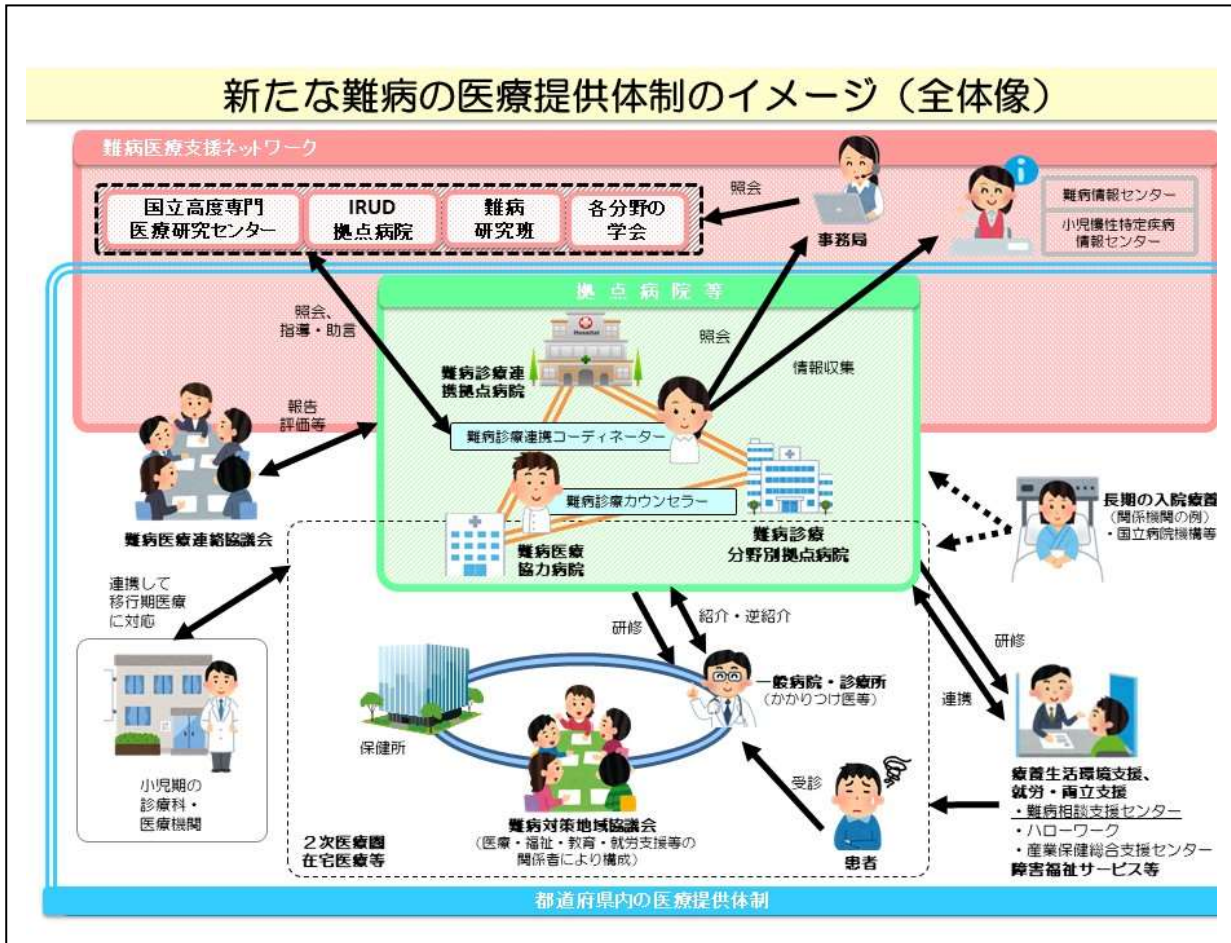 新たな難病の医療提供体制のイメージ（全体像）
難病医療支援ネットワーク
国立高度専門
医療研究センター
IRUD
拠点病院
難病
研究班
各分野の
学会
照会
事務局
i
難病情報センター
小児慢性特定疾病
情報センター
拠点病院等
照会、
指導・助言
Hospital
難病診療連
携拠点病院
照会
情報収集
報告
評価等
難病診療連携コーディネーター
難病診療カウンセラー
難病医療連絡協議会
難病医療
協力病院
難病診療
分野別拠点病院
長期の入院療養
（関係機関の例）
・国立病院機構等
連携して
移行期医療
に対応
研修
紹介・逆紹介
一般病院・診療所
（かかりつけ医等）
研修
連携
保健所
小児期の
診療科・
医療機関
受診
難病対策地域協議会
（医療・福祉・教育・就労支援等の
関係者により構成）
２次医療圏
在宅医療等
患者
療養生活環境支援、
就労・両立支援
・難病相談支援センター
・ハローワーク
・産業保健総合支援センター
障害福祉サービス等
都道府県内の医療提供体制